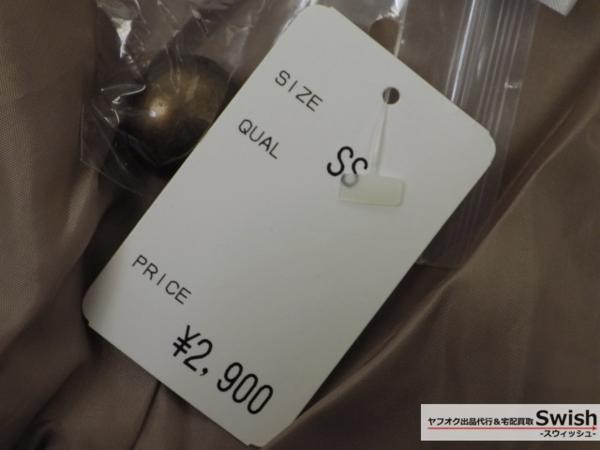 SIZE
SS
QUAL
PRICE
¥2,900
ヤフオク出品代行&宅配買取 Swish
-スウィッシュ-